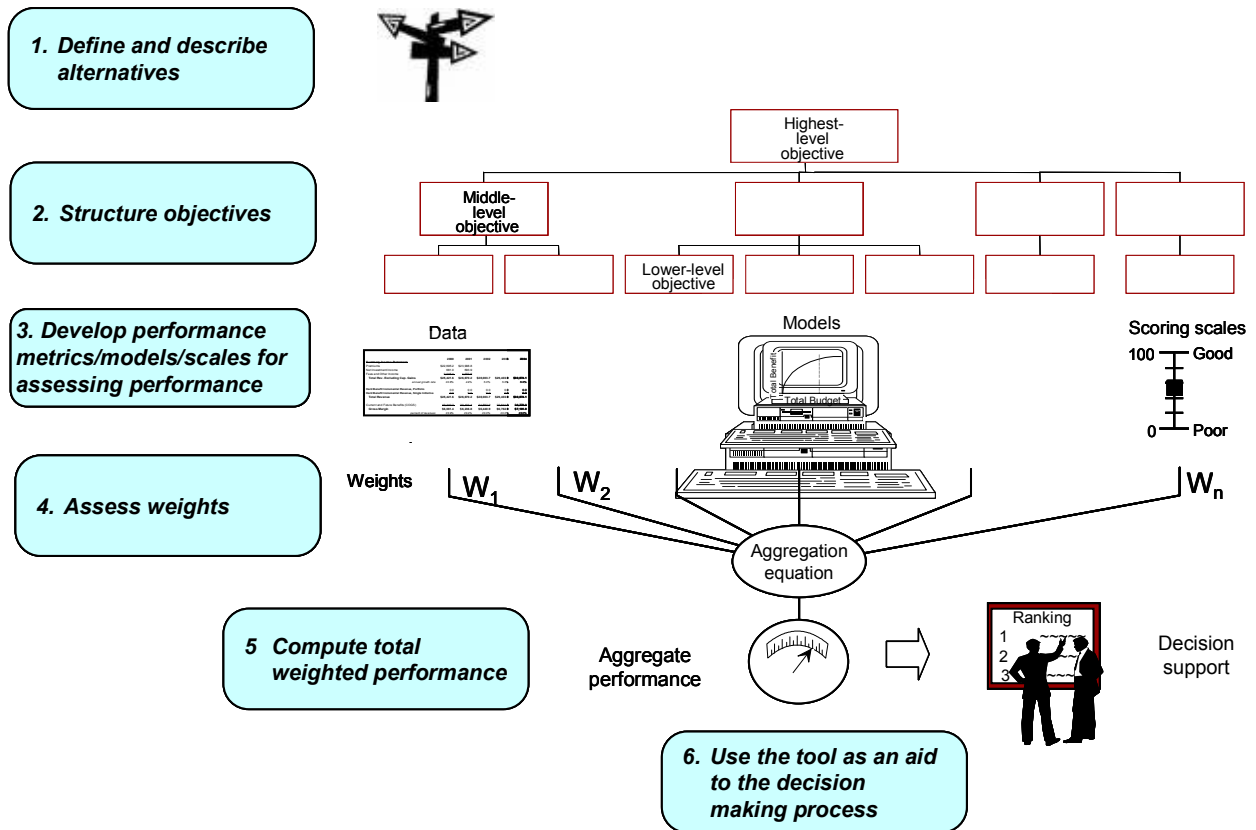 1. Define and describe
alternatives
Highest-
level
objective
2. Structure objectives
Middle-
level
objective
Lower-level
objective
3. Develop performance
metrics/models/scales for
assessing performance
Data
Models
Total Benefit
Total Budget
Scoring scales
100 Good
0 Poor
4. Assess weights
Weights
W1
W2
Wn
Aggregation
equation
5 Compute total
weighted performance
Aggregate
performance
Ranking
1
2
3
Decision
support
6. Use the tool as an aid
to the decision
making process